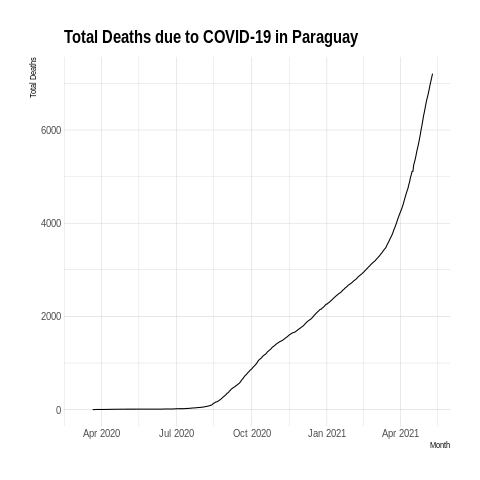 Total Deaths due to COVID-19 in Paraguay
Total Deaths
6000
4000
2000
0
Apr 2020 Jul 2020 Oct 2020 Jan 2021 Apr 2021
Month